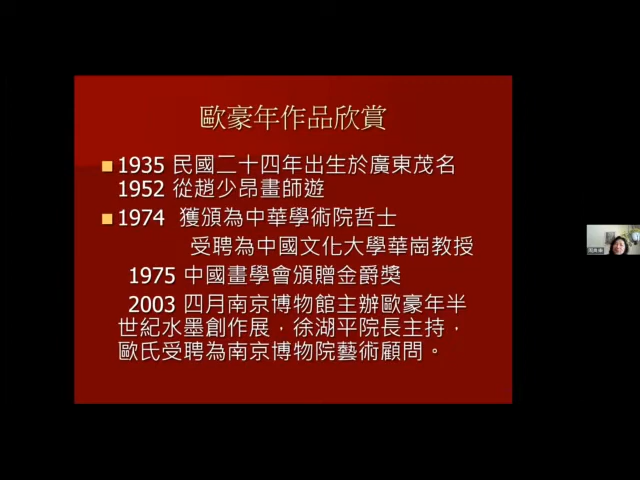 歐豪年作品欣賞
1935 民國二十四年出生於廣東茂名
1952 從趙少昂畫師遊
1974 獲頒為中華學術院哲士
受聘為中國文化大學華崗教授
1975 中國畫學會頒贈金爵獎
2003 四月南京博物館主辦歐豪年半
世紀水墨創作展，徐湖平院長主持，
歐氏受聘為南京博物院藝術顧問。